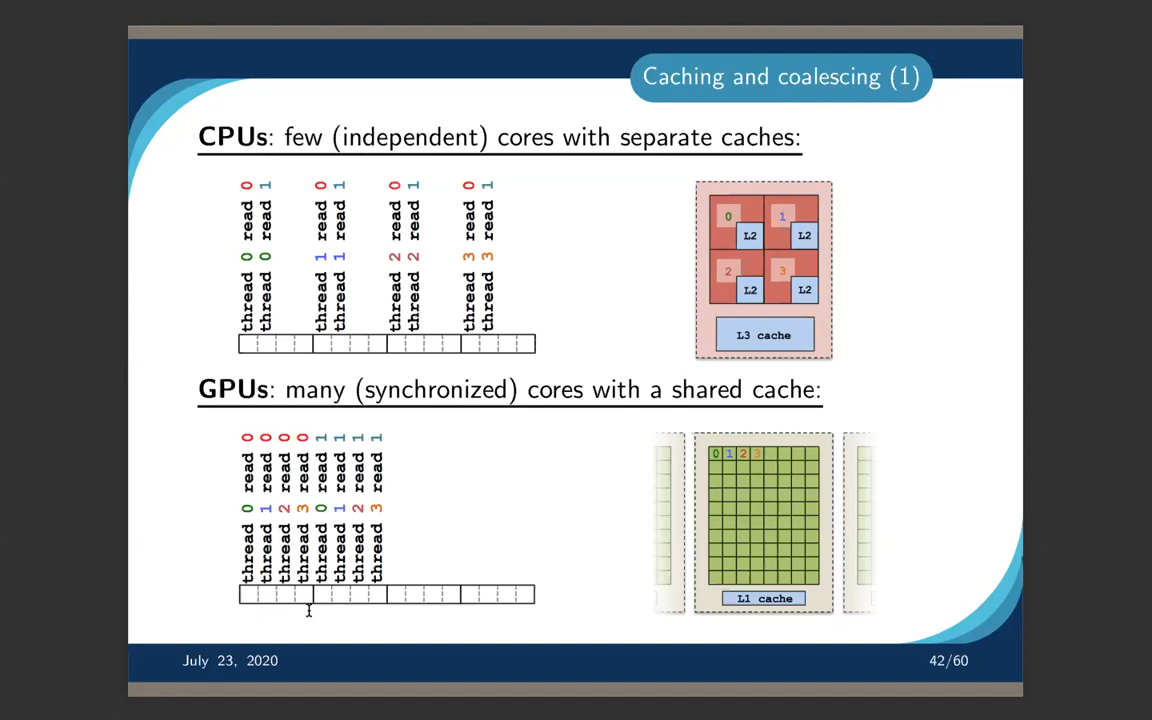 Caching and coalescing (1)
CPUs: few (independent) cores with separate caches:
thread 0 read 0
thread 0 read 1
thread 1 read 0
thread 1 read 1
thread 2 read 0
thread 2 read 1
thread 3 read 0
thread 3 read 1
0 1
L2 L2
2 3
L2 L2
L3 cache
GPUs: many (synchronized) cores with a shared cache:
thread 0 read 0
thread 1 read 0
thread 2 read 0
thread 3 read 0
thread 0 read 1
thread 1 read 1
thread 2 read 1
thread 3 read 1
0 1 2 3
L1 cache
July 23, 2020
42/60